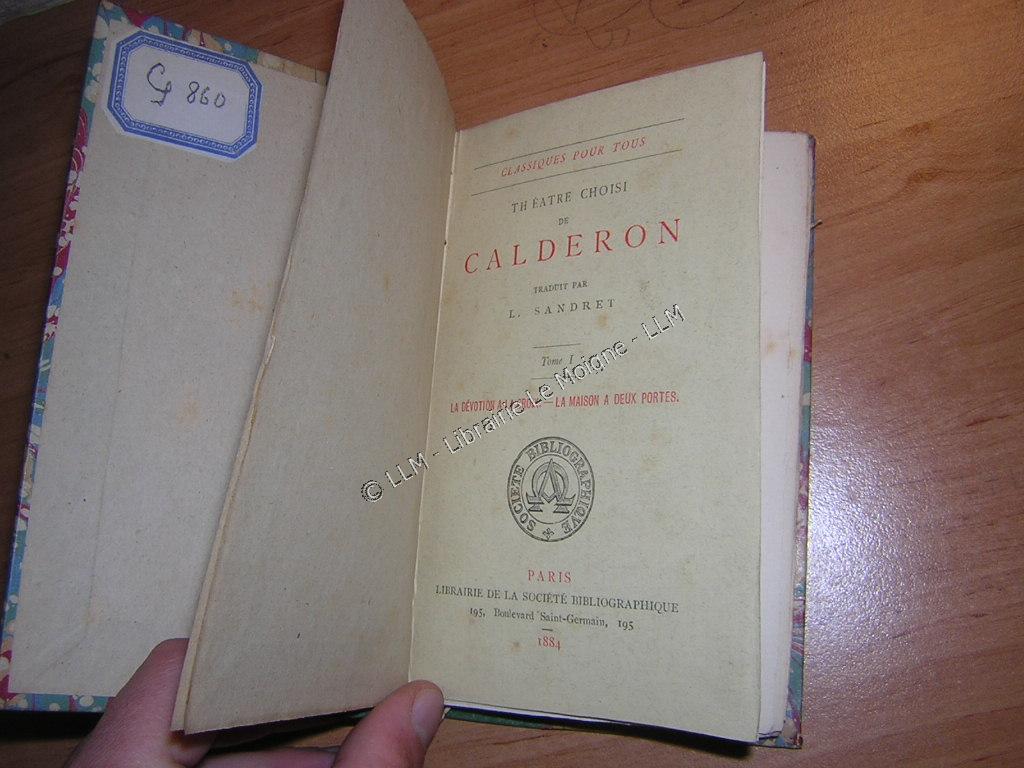 Cg 860
CLASSIQUES POUR TOUS
THÉATRE CHOISI
DE
CALDERON
TRADUIT PAR
L. SANDRET
Tome I
LA DÉVOTION A LA CROIX. — LA MAISON A DEUX PORTES.
SOCIETE BIBLIOGRAPHIQUE
PARIS
LIBRAIRIE DE LA SOCIÉTÉ BIBLIOGRAPHIQUE
195, Boulevard Saint-Germain, 195
1884
© LLM - Librairie Le Moigne - LLM